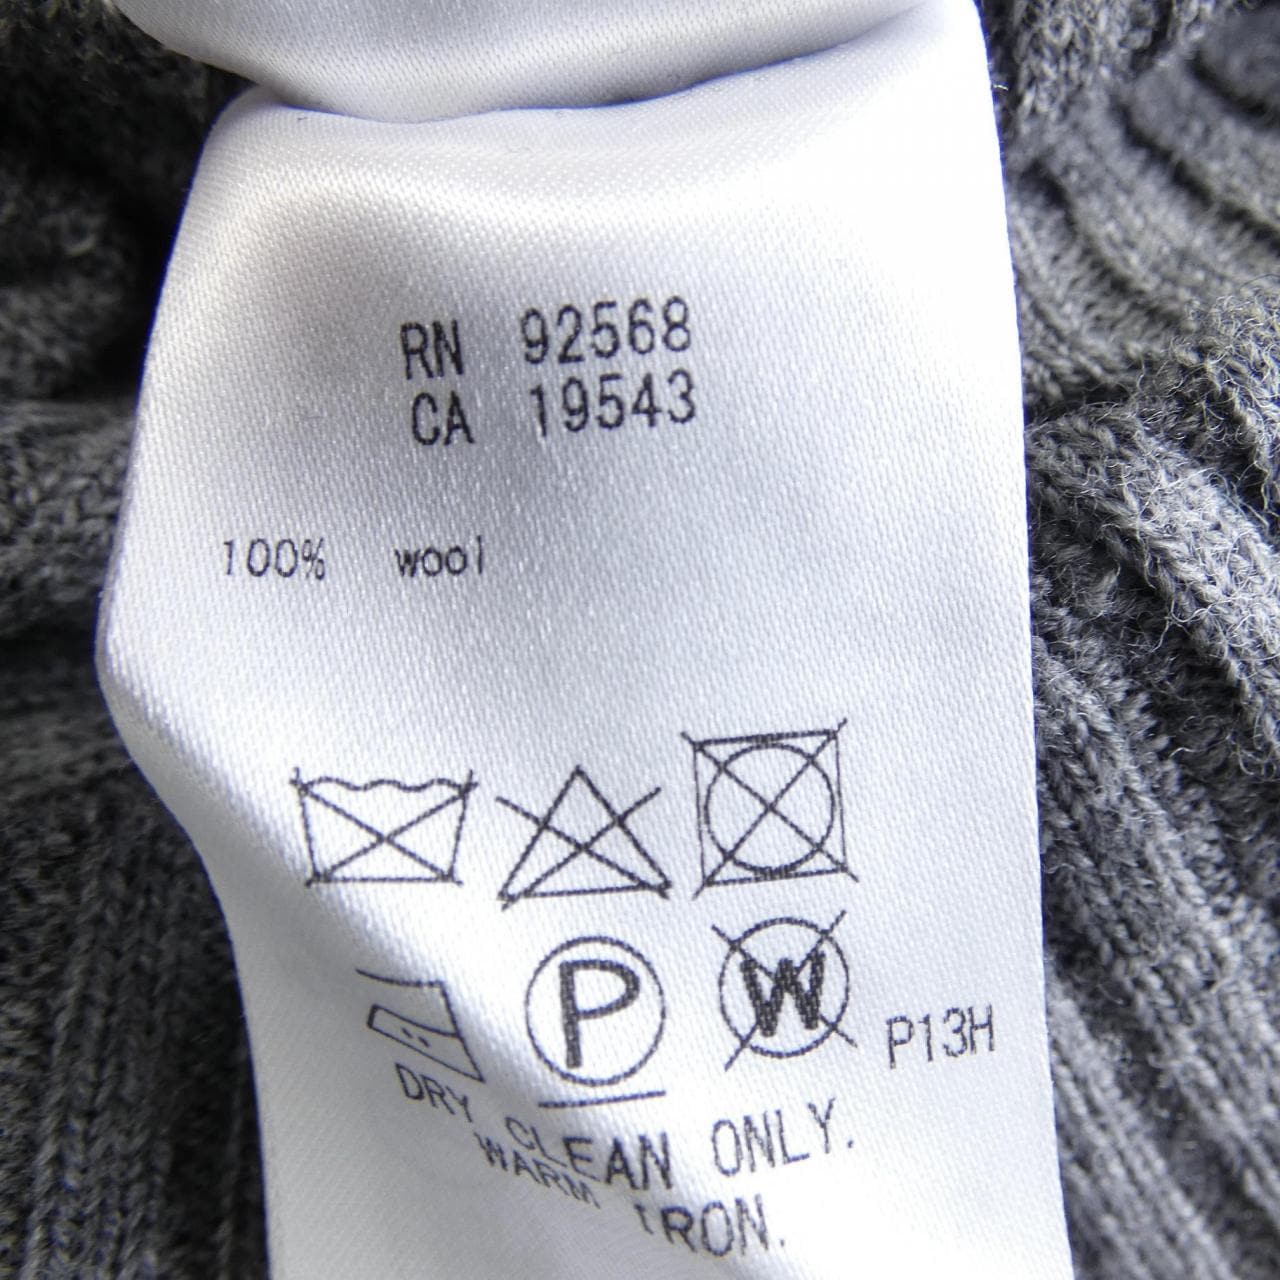 RN 92568
CA 19543
100% wool
P W P13H
DRY CLEAN ONLY.
WARM IRON.